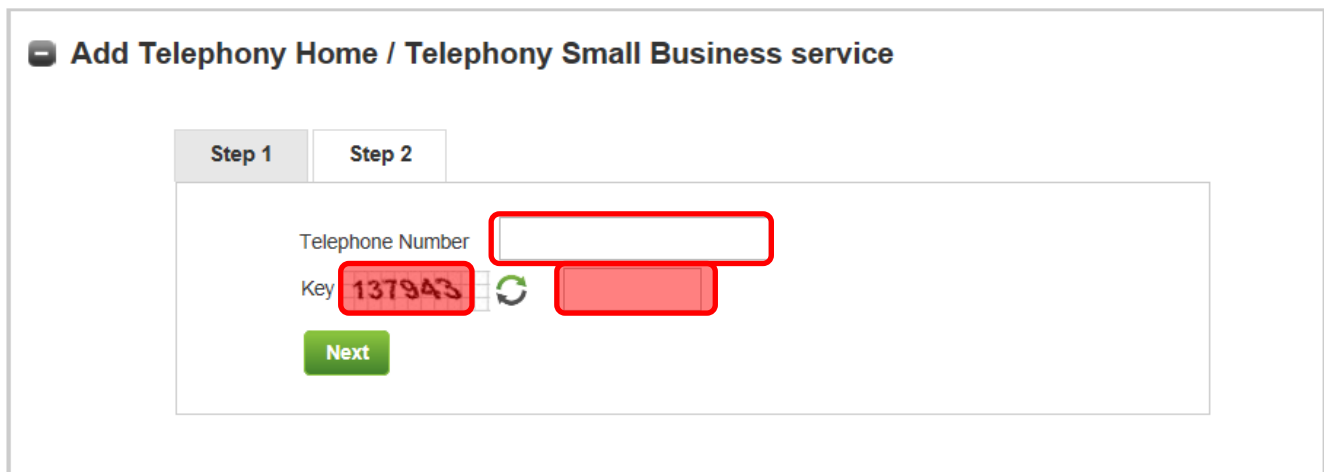 Add Telephony Home / Telephony Small Business service
Step 1 Step 2
Telephone Number
Key 137943
Next